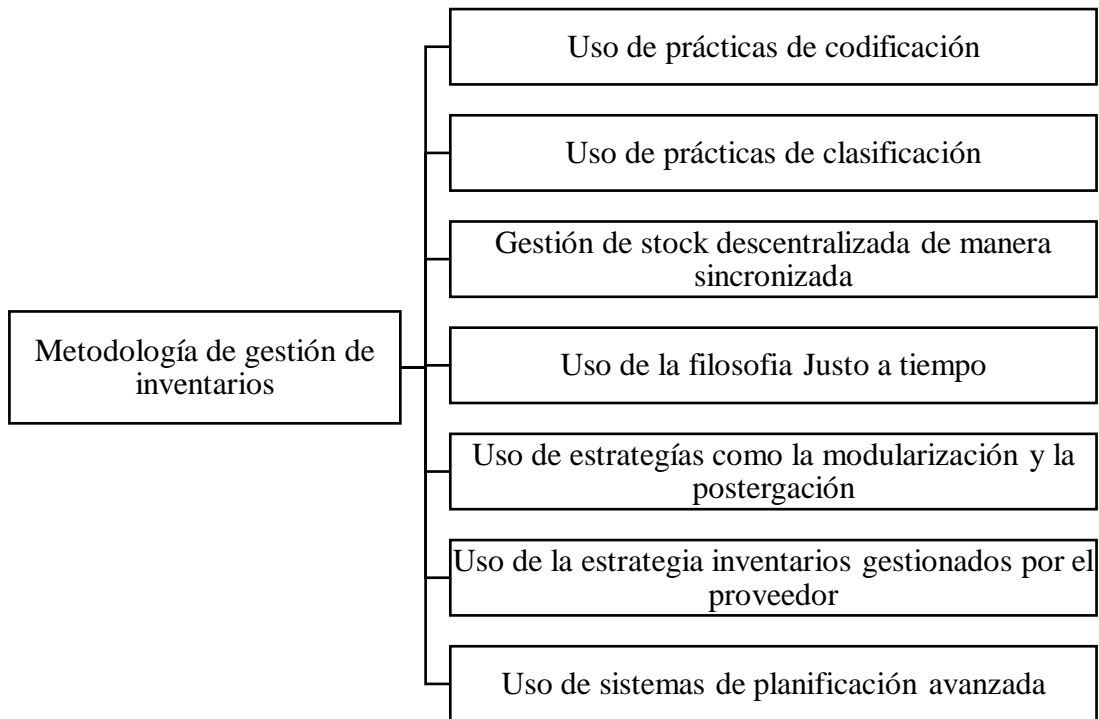 Uso de prácticas de codificación
Uso de prácticas de clasificación
Gestión de stock descentralizada de manera
sincronizada
Metodología de gestión de
inventarios
Uso de la filosofia Justo a tiempo
Uso de estrategías como la modularización y la
postergación
Uso de la estrategia inventarios gestionados por el
proveedor
Uso de sistemas de planificación avanzada